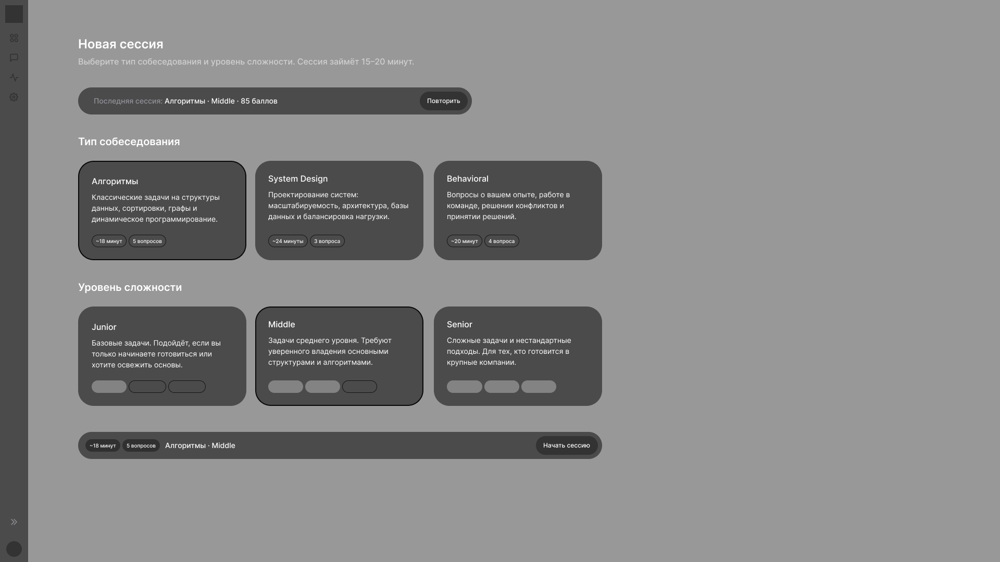 Новая сессия
Выберите тип собеседования и уровень сложности. Сессия займёт 15–20 минут.
Последняя сессия: Алгоритмы · Middle · 85 баллов
Повторить
Тип собеседования
Алгоритмы
Классические задачи на структуры
данных, сортировки, графы и
динамическое программирование.
~18 минут
5 вопросов
System Design
Проектирование систем:
масштабируемость, архитектура, базы
данных и балансировка нагрузки.
~24 минуты
3 вопроса
Behavioral
Вопросы о вашем опыте, работе в
команде, решении конфликтов и
принятии решений.
~20 минут
4 вопроса
Уровень сложности
Junior
Базовые задачи. Подойдёт, если вы
только начинаете готовиться или
хотите освежить основы.
Middle
Задачи среднего уровня. Требуют
уверенного владения основными
структурами и алгоритмами.
Senior
Сложные задачи и нестандартные
подходы. Для тех, кто готовится в
крупные компании.
~18 минут
5 вопросов
Алгоритмы · Middle
Начать сессию